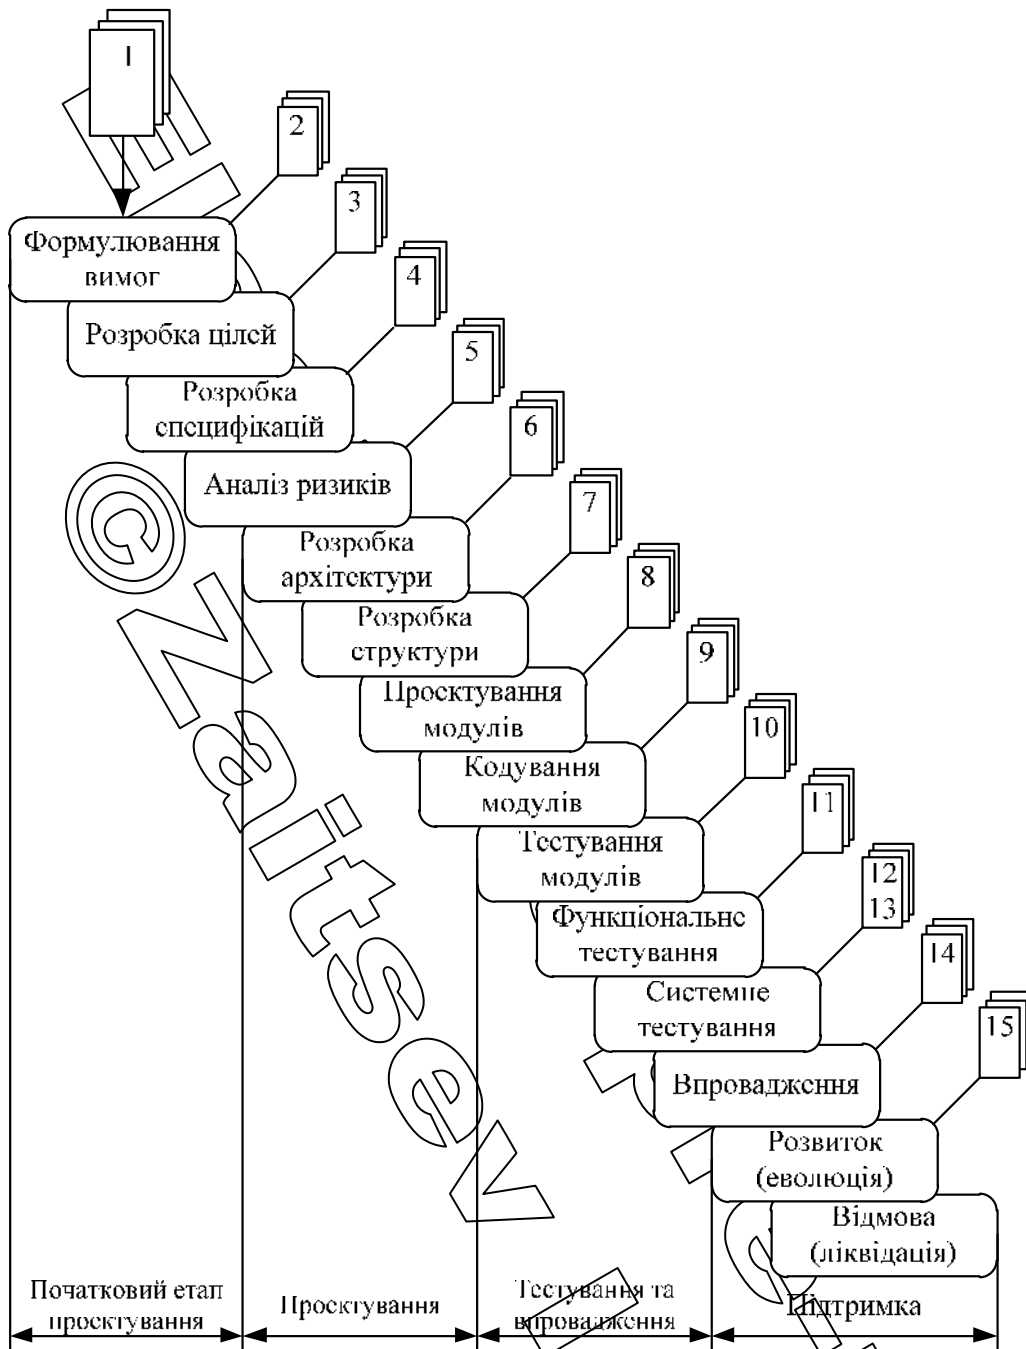 1
2
3
4
5
6
7
8
9
10
11
12
13
14
15
Формулювання
вимог
Розробка цілей
Розробка
специфікацій
Аналіз ризиків
Розробка
архітектури
Розробка
структури
Проектування
модулів
Кодування
модулів
Тестування
модулів
Функціональне
тестування
Системне
тестування
Впровадження
Розвиток
(еволюція)
Відмова
(ліквідація)
Початковий етап
проектування
Проектування
Тестування та
впровадження
Підтримка
© Zaitsev